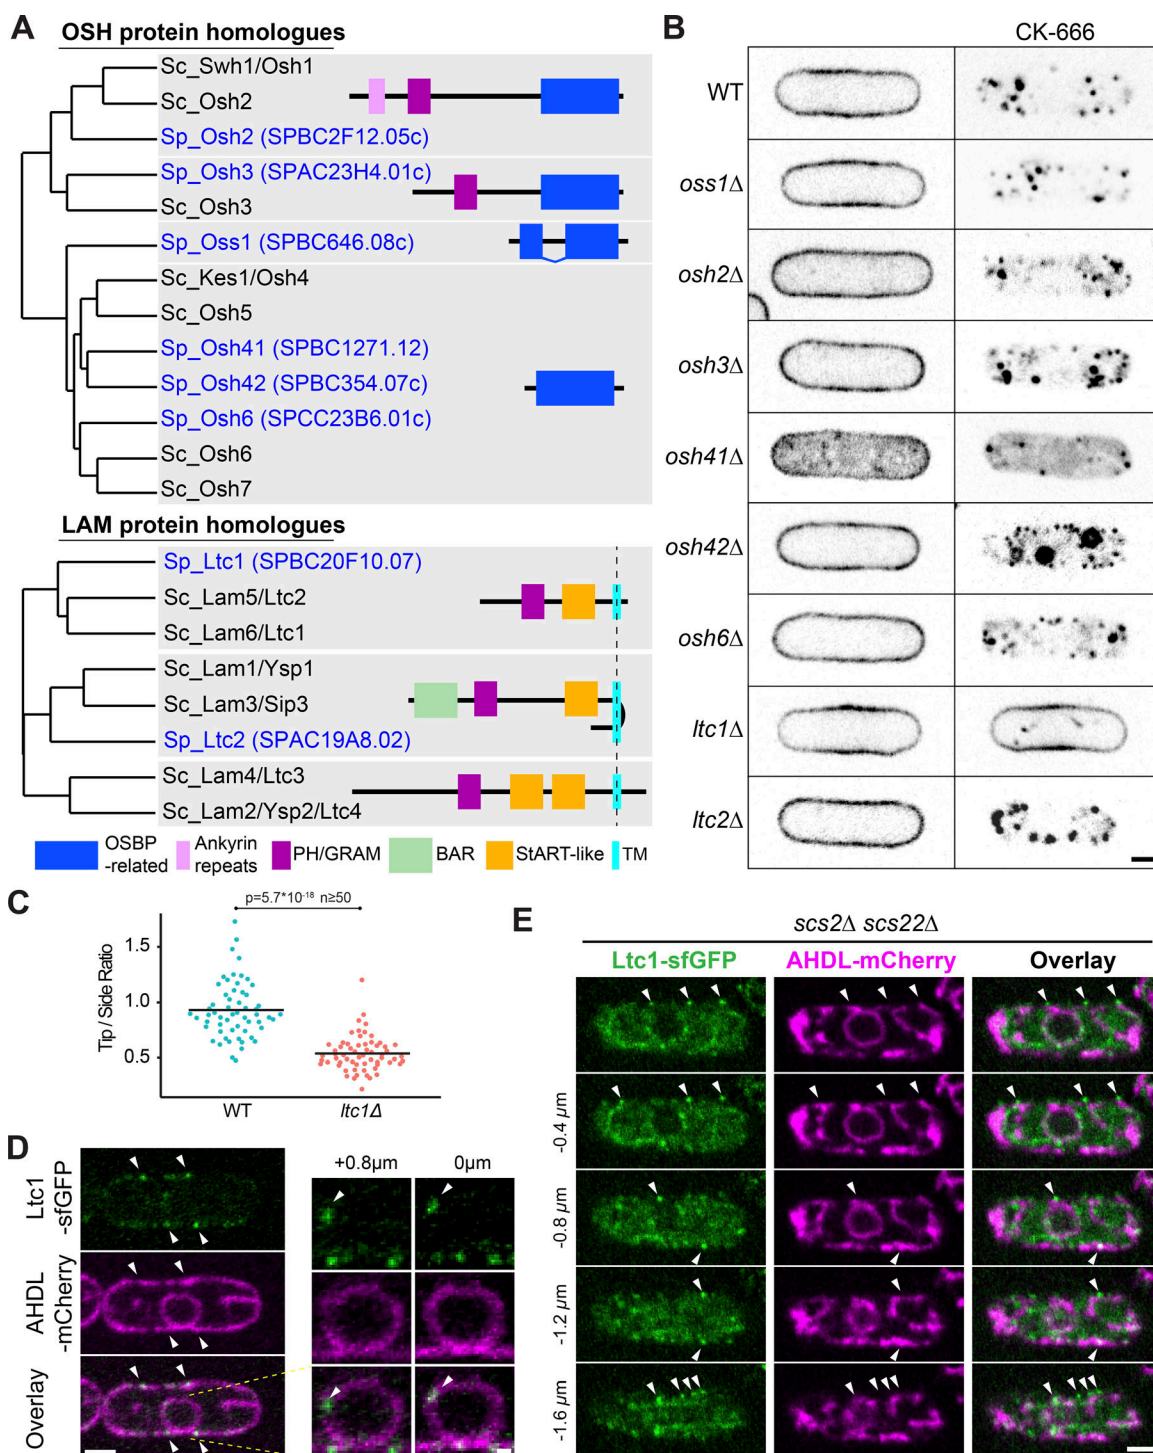 A
OSH protein homologues
Sc_Swh1/Osh1
Sc_Osh2
Sp_Osh2 (SPBC2F12.05c)
Sp_Osh3 (SPAC23H4.01c)
Sc_Osh3
Sp_Oss1 (SPBC646.08c)
Sc_Kes1/Osh4
Sc_Osh5
Sp_Osh41 (SPBC1271.12)
Sp_Osh42 (SPBC354.07c)
Sp_Osh6 (SPCC23B6.01c)
Sc_Osh6
Sc_Osh7
LAM protein homologues
Sp_Ltc1 (SPBC20F10.07)
Sc_Lam5/Ltc2
Sc_Lam6/Ltc1
Sc_Lam1/Ysp1
Sc_Lam3/Sip3
Sp_Ltc2 (SPAC19A8.02)
Sc_Lam4/Ltc3
Sc_Lam2/Ysp2/Ltc4
OSBP
-related
Ankyrin
repeats
PH/GRAM
BAR
StART-like
TM
B
CK-666
WT
oss1Δ
osh2Δ
osh3Δ
osh41Δ
osh42Δ
osh6Δ
ltc1Δ
ltc2Δ
C
p=5.7*10⁻¹⁸ n≥50
Tip / Side Ratio
1.5
1.0
0.5
WT
ltc1Δ
D
Ltc1
-sfGFP
AHDL
-mCherry
Overlay
+0.8µm
0µm
E
scs2Δ scs22Δ
Ltc1-sfGFP
AHDL-mCherry
Overlay
-0.4 µm
-0.8 µm
-1.2 µm
-1.6 µm